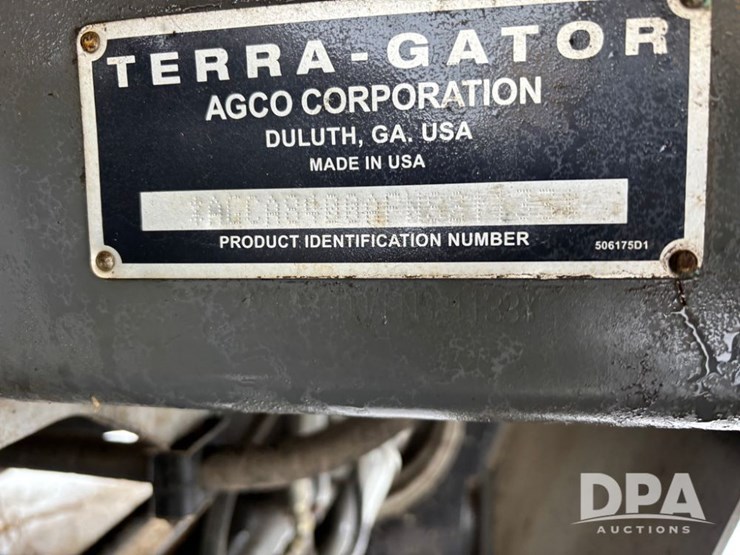 TERRA-GATOR
AGCO CORPORATION
DULUTH, GA. USA
MADE IN USA
PRODUCT IDENTIFICATION NUMBER
506175D1
DPA
AUCTIONS